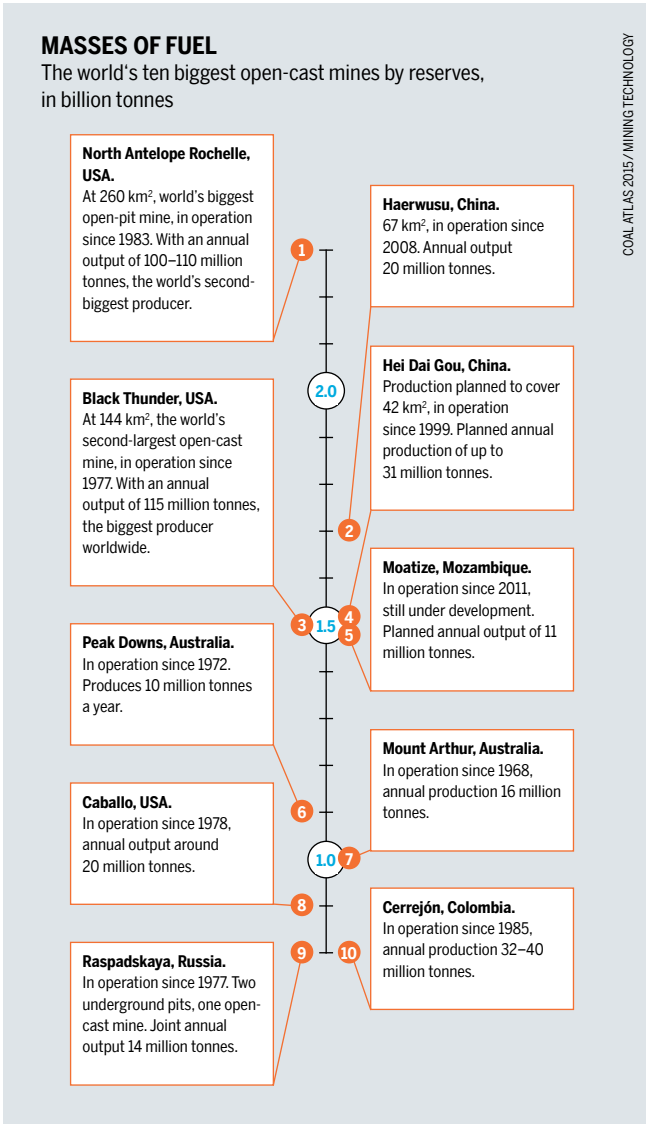 MASSES OF FUEL
The world‘s ten biggest open-cast mines by reserves,
in billion tonnes
COAL ATLAS 2015 / MINING TECHNOLOGY
North Antelope Rochelle,
USA.
At 260 km², world’s biggest
open-pit mine, in operation
since 1983. With an annual
output of 100–110 million
tonnes, the world’s second-
biggest producer.
1
Haerwusu, China.
67 km², in operation since
2008. Annual output
20 million tonnes.
2.0
2
Black Thunder, USA.
At 144 km², the world’s
second-largest open-cast
mine, in operation since
1977. With an annual
output of 115 million tonnes,
the biggest producer
worldwide.
3
1.5
Hei Dai Gou, China.
Production planned to cover
42 km², in operation
since 1999. Planned annual
production of up to
31 million tonnes.
4
Moatize, Mozambique.
In operation since 2011,
still under development.
Planned annual output of 11
million tonnes.
5
Peak Downs, Australia.
In operation since 1972.
Produces 10 million tonnes
a year.
6
Mount Arthur, Australia.
In operation since 1968,
annual production 16 million
tonnes.
1.0
7
Caballo, USA.
In operation since 1978,
annual output around
20 million tonnes.
8
Raspadskaya, Russia.
In operation since 1977. Two
underground pits, one open-
cast mine. Joint annual
output 14 million tonnes.
9
Cerrejón, Colombia.
In operation since 1985,
annual production 32–40
million tonnes.
10